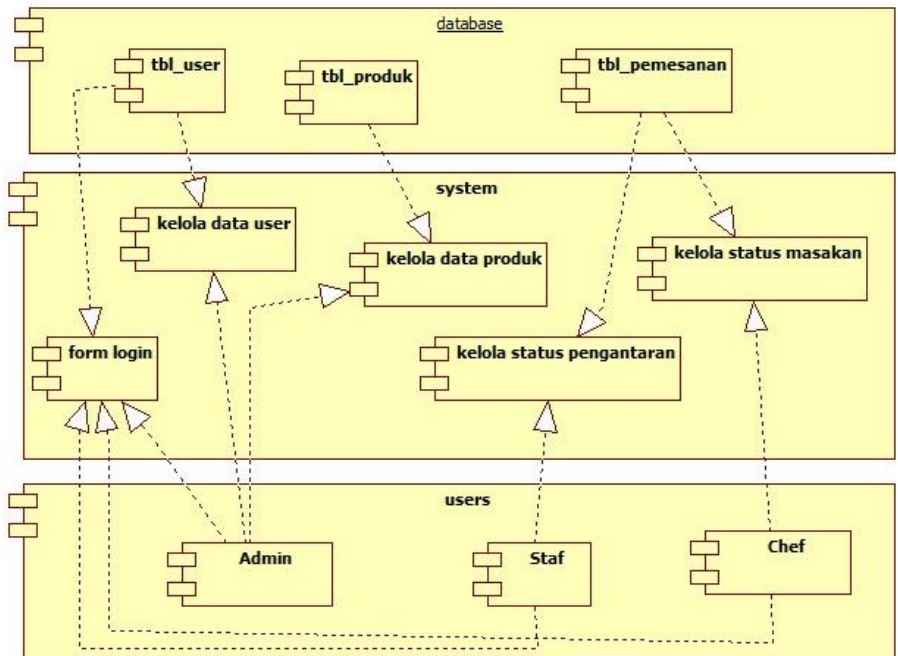 database
tbl_user
tbl_produk
tbl_pemesanan
system
kelola data user
kelola data produk
kelola status masakan
form login
kelola status pengantaran
users
Admin
Staf
Chef